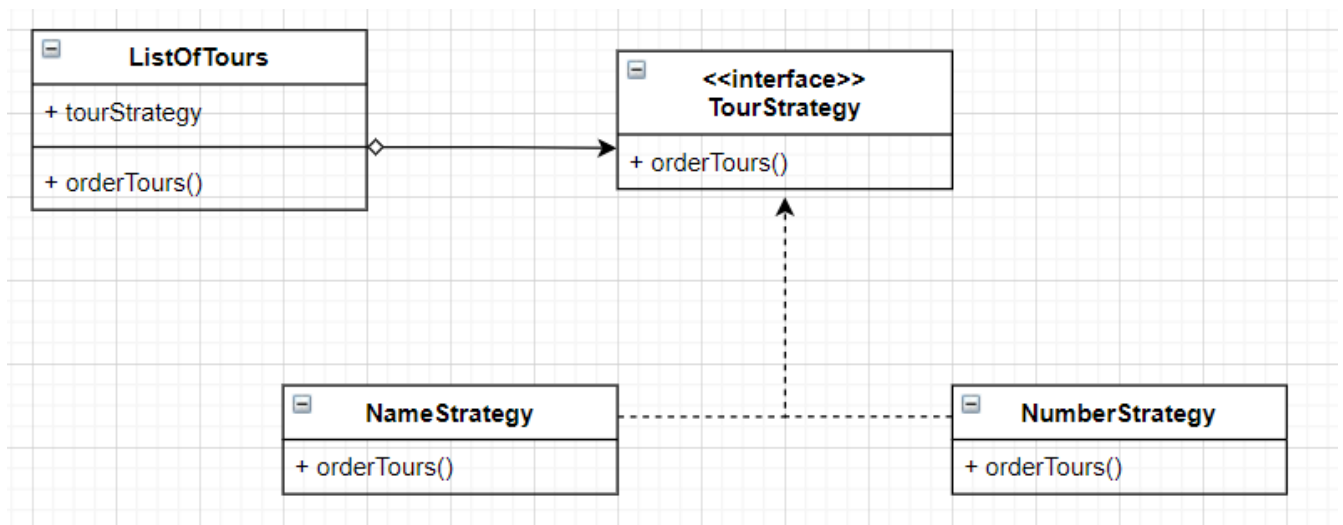 ListOfTours
+ tourStrategy
+ orderTours()
<<interface>>
TourStrategy
+ orderTours()
NameStrategy
+ orderTours()
NumberStrategy
+ orderTours()